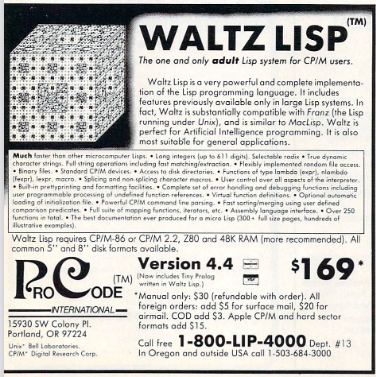 WALTZ LISP (TM)
The one and only adult Lisp system for CP/M users.
Waltz Lisp is a very powerful and complete implementa-
tion of the Lisp programming language. It includes
features previously available only in large Lisp systems. In
fact, Waltz is substantially compatible with Franz (the Lisp
running under Unix), and is similar to MacLisp. Waltz is
perfect for Artificial Intelligence programming. It is also
most suitable for general applications.
Much faster than other microcomputer Lisps. • Long integers (up to 611 digits). Selectable radix • True dynamic
character strings. Full string operations including fast matching/extraction. • Flexibly implemented random file access.
• Binary files. • Standard CP/M devices. • Access to disk directories. • Functions of type lambda (expr), nlambda
(fexpr), lexpr, macro. • Splicing and non-splicing character macros. • User control over all aspects of the interpreter.
• Built-in prettyprinting and formatting facilities. • Complete set of error handling and debugging functions including
user programmable processing of undefined function references. • Virtual function definitions. • Optional automatic
loading of initialization file. • Powerful CP/M command line parsing. • Fast sorting/merging using user defined
comparison predicates. • Full suite of mapping functions, iterators, etc. • Assembly language interface. • Over 250
functions in total. • The best documentation ever produced for a micro Lisp (300+ full size pages, hundreds of
illustrative examples).
Waltz Lisp requires CP/M-86 or CP/M 2.2, Z80 and 48K RAM (more recommended). All
common 5" and 8" disk formats available.
PRO CODE (TM)
INTERNATIONAL
15930 SW Colony Pl.
Portland, OR 97224
Unix* Bell Laboratories.
CP/M* Digital Research Corp.
Version 4.4
(Now includes Tiny Prolog
written in Waltz Lisp.)
$169*
*Manual only: $30 (refundable with order). All
foreign orders: add $5 for surface mail, $20 for
airmail. COD add $3. Apple CP/M and hard sector
formats add $15.
Call free 1-800-LIP-4000 Dept. #13
In Oregon and outside USA call 1-503-684-3000